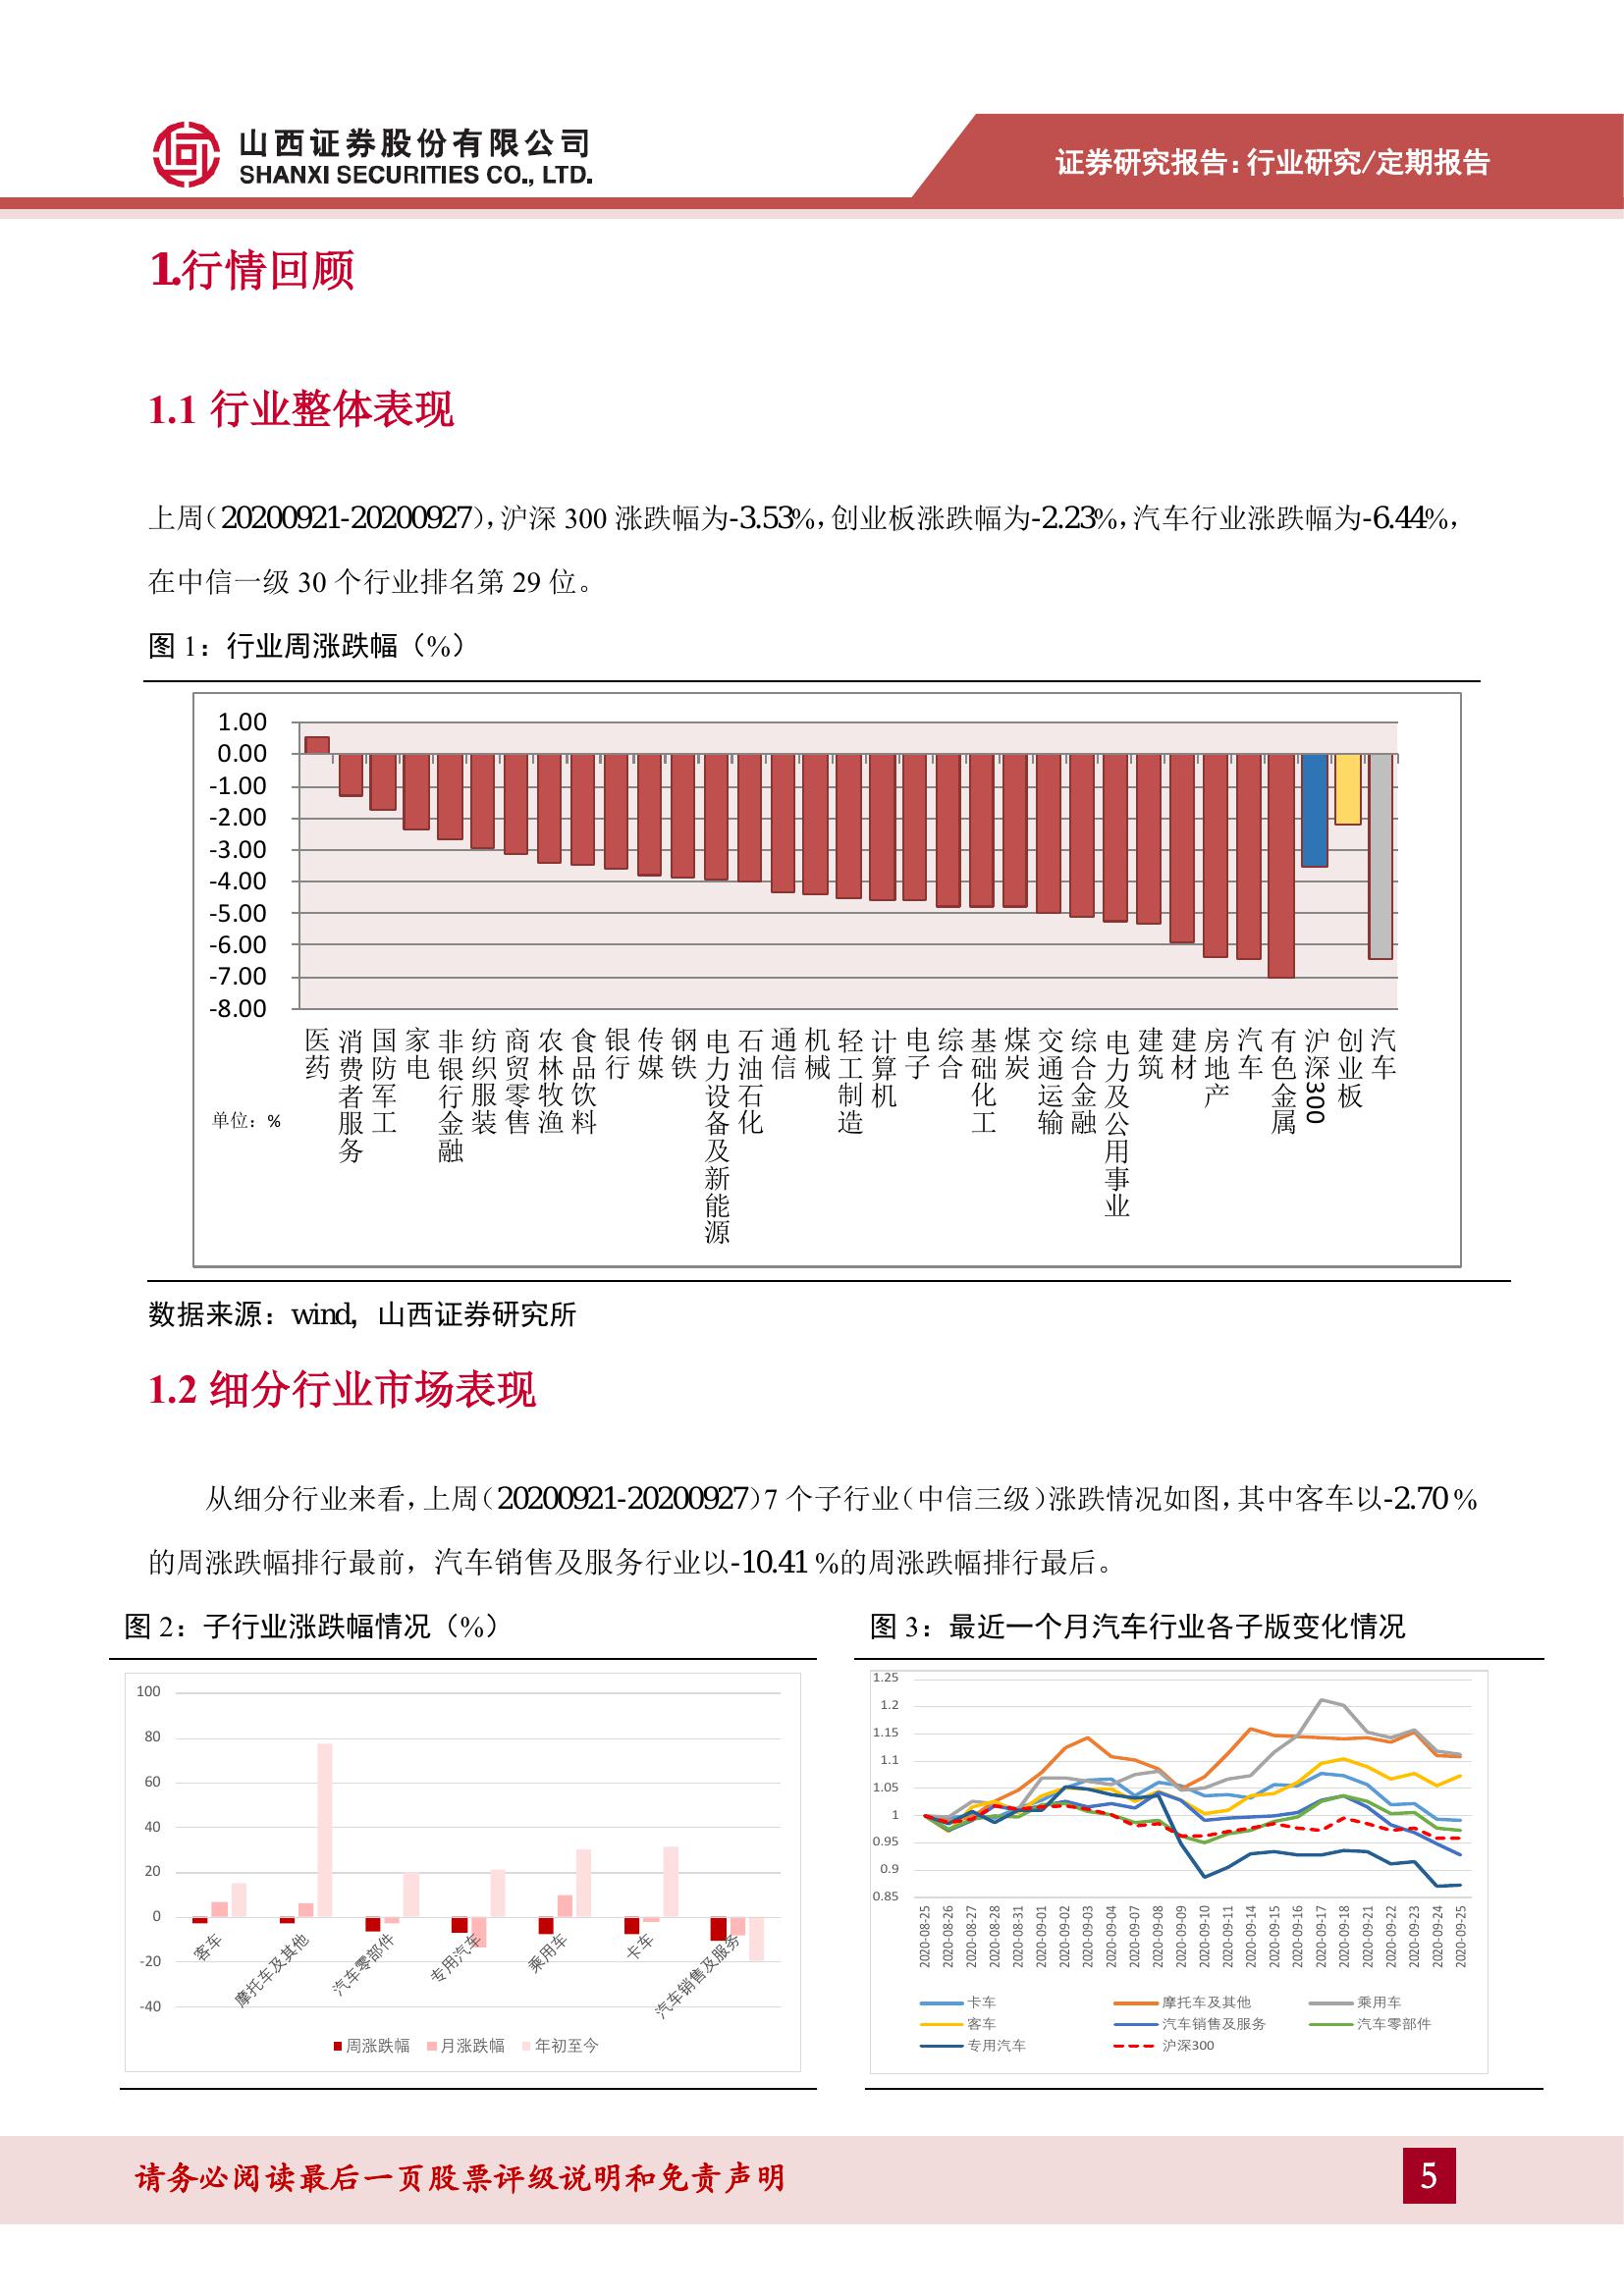 山西证券股份有限公司
SHANXI SECURITIES CO., LTD.
证券研究报告:行业研究/定期报告
1.行情回顾
1.1 行业整体表现
上周(20200921-20200927),沪深 300 涨跌幅为-3.53%,创业板涨跌幅为-2.23%,汽车行业涨跌幅为-6.44%,
在中信一级 30 个行业排名第 29 位。
图 1:行业周涨跌幅(%)
1.00
0.00
-1.00
-2.00
-3.00
-4.00
-5.00
-6.00
-7.00
-8.00
医药
消费者服务
国防军工
家电
非银行金融
纺织服装
商贸零售
农林牧渔
食品饮料
银行
传媒
钢铁
电力设备及新能源
石油石化
通信
机械
轻工制造
计算机
电子
综合
基础化工
煤炭
交通运输
综合金融
电力及公用事业
建筑
建材
房地产
汽车
有色金属
沪深300
创业板
汽车
单位:%
数据来源:wind,山西证券研究所
1.2 细分行业市场表现
从细分行业来看,上周(20200921-20200927)7 个子行业(中信三级)涨跌情况如图,其中客车以-2.70 %
的周涨跌幅排行最前,汽车销售及服务行业以-10.41 %的周涨跌幅排行最后。
图 2:子行业涨跌幅情况(%)
100
80
60
40
20
0
-20
-40
客车
摩托车及其他
汽车零部件
专用汽车
乘用车
卡车
汽车销售及服务
周涨跌幅 月涨跌幅 年初至今
图 3:最近一个月汽车行业各子版变化情况
1.25
1.2
1.15
1.1
1.05
1
0.95
0.9
0.85
2020-08-25
2020-08-26
2020-08-27
2020-08-28
2020-08-31
2020-09-01
2020-09-02
2020-09-03
2020-09-04
2020-09-07
2020-09-08
2020-09-09
2020-09-10
2020-09-11
2020-09-14
2020-09-15
2020-09-16
2020-09-17
2020-09-18
2020-09-21
2020-09-22
2020-09-23
2020-09-24
2020-09-25
卡车 摩托车及其他 乘用车
客车 汽车销售及服务 汽车零部件
专用汽车 沪深300
请务必阅读最后一页股票评级说明和免责声明
5